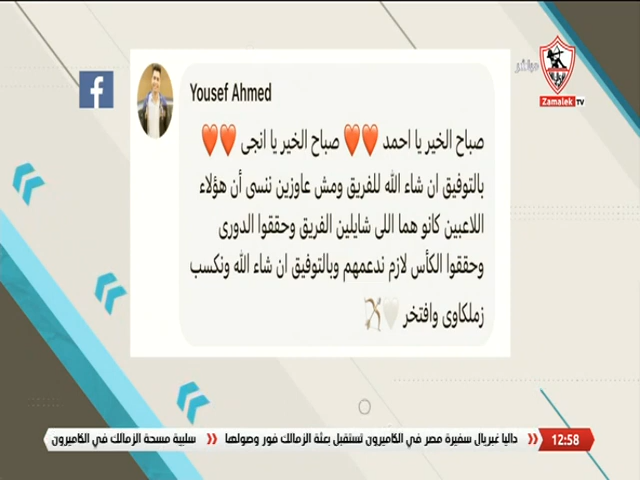 مباشر
Zamalek TV
Yousef Ahmed
صباح الخير يا احمد ❤️❤️ صباح الخير يا انجى ❤️❤️
بالتوفيق ان شاء الله للفريق ومش عاوزين ننسى أن هؤلاء
اللاعبين كانو هما اللى شايلين الفريق وحققوا الدورى
وحققوا الكأس لازم ندعمهم وبالتوفيق ان شاء الله ونكسب
زملكاوى وافتخر 🤍🏹
12:58 داليا غبريال سفيرة مصر في الكاميرون تستقبل بعثة الزمالك فور وصولها سلبية مسحة الزمالك في الكاميرون